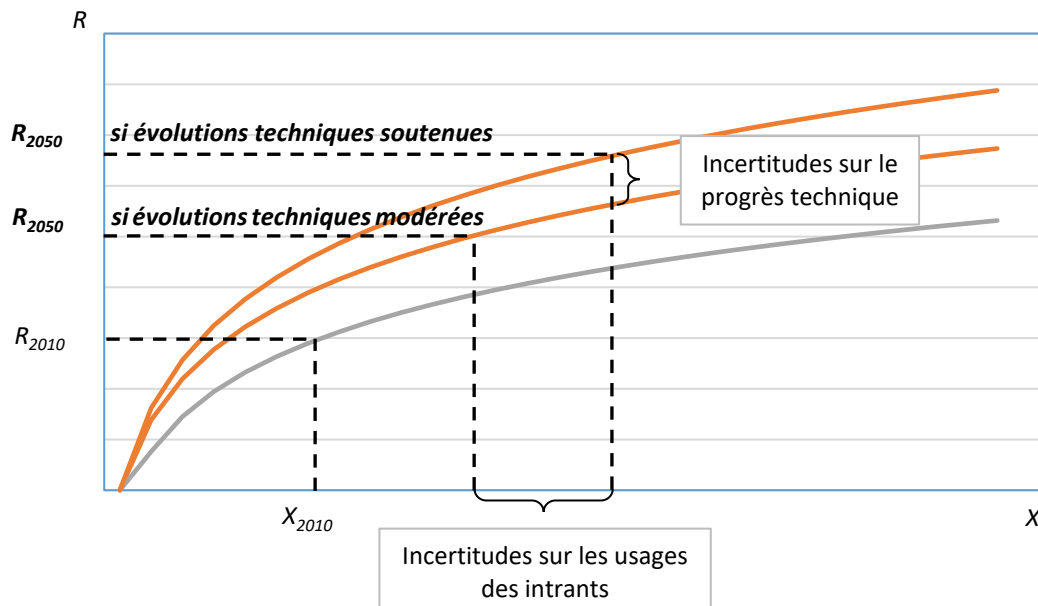 R
R2050 si évolutions techniques soutenues
Incertitudes sur le
progrès technique
R2050 si évolutions techniques modérées
R2010
X2010
X
Incertitudes sur les usages
des intrants